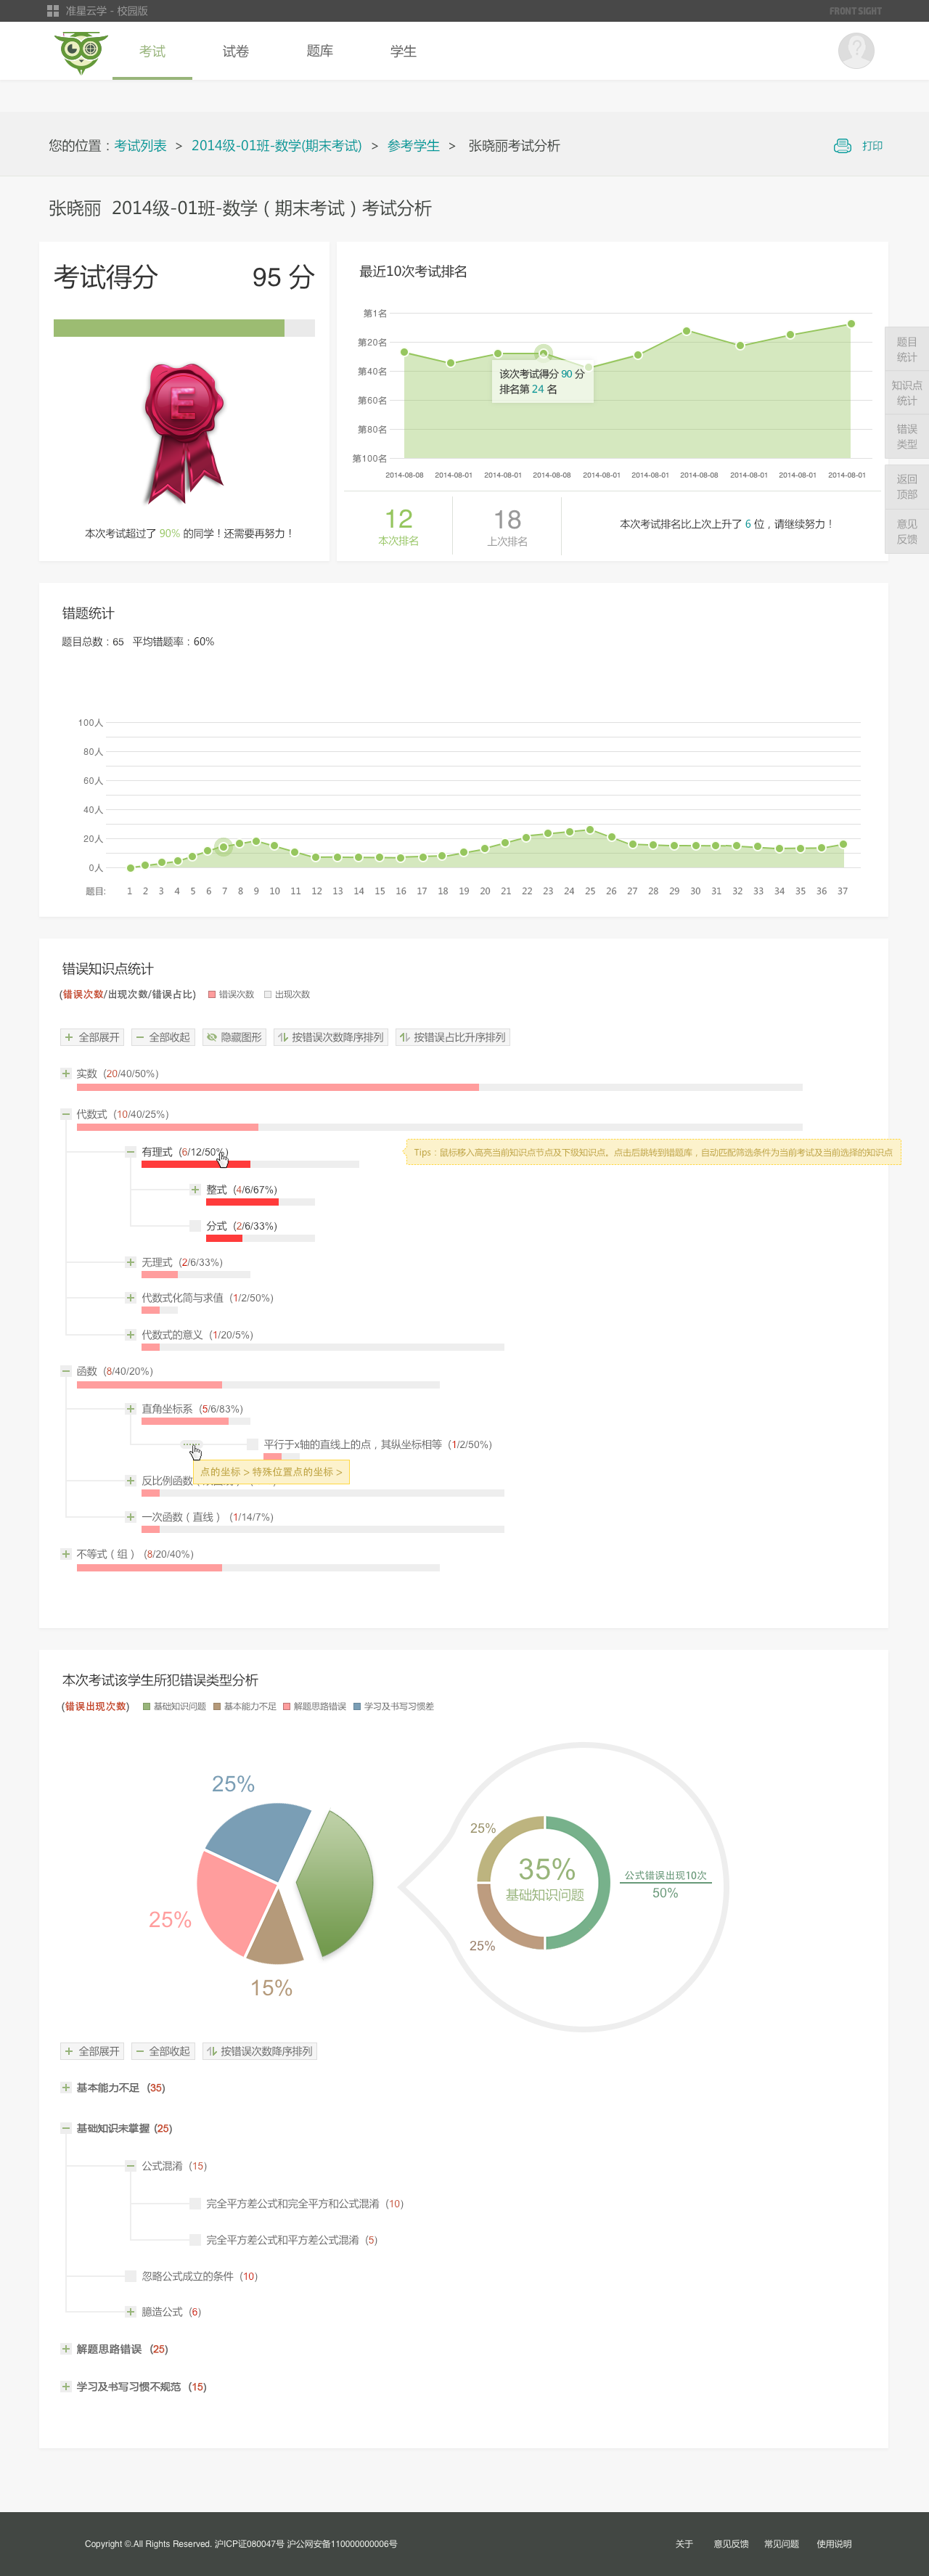 准星云学 - 校园版
FRONT SIGHT
考试
试卷
题库
学生
您的位置：考试列表 > 2014级-01班-数学(期末考试) > 参考学生 > 张晓丽考试分析
打印
张晓丽 2014级-01班-数学（期末考试）考试分析
考试得分 95 分
E
本次考试超过了 90% 的同学！还需要再努力！
最近10次考试排名
第1名
第20名
第40名
第60名
第80名
第100名
该次考试得分 90 分
排名第 24 名
2014-08-08 2014-08-01 2014-08-01 2014-08-08 2014-08-01 2014-08-01 2014-08-08 2014-08-01 2014-08-01 2014-08-01
12
本次排名
18
上次排名
本次考试排名比上次上升了 6 位，请继续努力！
题目
统计
知识点
统计
错误
类型
返回
顶部
意见
反馈
错题统计
题目总数：65 平均错题率：60%
100人
80人
60人
40人
20人
0人
题目: 1 2 3 4 5 6 7 8 9 10 11 12 13 14 15 16 17 18 19 20 21 22 23 24 25 26 27 28 29 30 31 32 33 34 35 36 37
错误知识点统计
(错误次数/出现次数/错误占比) 错误次数 出现次数
全部展开 全部收起 隐藏图形 按错误次数降序排列 按错误占比升序排列
实数 (20/40/50%)
代数式 (10/40/25%)
有理式 (6/12/50%)
Tips：鼠标移入高亮当前知识点节点及下级知识点。点击后跳转到错题库，自动匹配筛选条件为当前考试及当前选择的知识点
整式 (4/6/67%)
分式 (2/6/33%)
无理式 (2/6/33%)
代数式化简与求值 (1/2/50%)
代数式的意义 (1/20/5%)
函数 (8/40/20%)
直角坐标系 (5/6/83%)
平行于x轴的直线上的点，其纵坐标相等 (1/2/50%)
点的坐标 > 特殊位置点的坐标 >
反比例函数
一次函数（直线） (1/14/7%)
不等式（组） (8/20/40%)
本次考试该学生所犯错误类型分析
(错误出现次数) 基础知识问题 基本能力不足 解题思路错误 学习及书写习惯差
25%
25%
15%
25%
35%
基础知识问题
25%
公式错误出现10次
50%
全部展开 全部收起 按错误次数降序排列
基本能力不足 (35)
基础知识未掌握 (25)
公式混淆 (15)
完全平方差公式和完全平方和公式混淆 (10)
完全平方差公式和平方差公式混淆 (5)
忽略公式成立的条件 (10)
臆造公式 (6)
解题思路错误 (25)
学习及书写习惯不规范 (15)
Copyright ©.All Rights Reserved. 沪ICP证080047号 沪公网安备110000000006号
关于 意见反馈 常见问题 使用说明